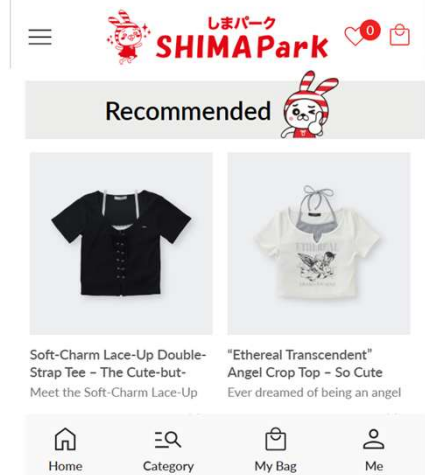 しまパーク
SHIMAPark
0
Recommended
ETHEREAL
Soft-Charm Lace-Up Double-
Strap Tee – The Cute-but-
Meet the Soft-Charm Lace-Up
“Ethereal Transcendent”
Angel Crop Top – So Cute
Ever dreamed of being an angel
Home
Category
My Bag
Me